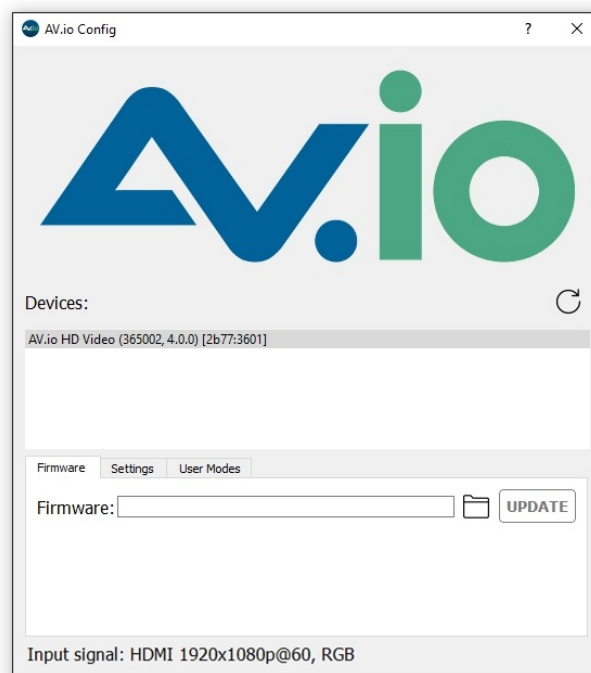 AV.io Config
AV.io
Devices:
AV.io HD Video (365002, 4.0.0) [2b77:3601]
Firmware Settings User Modes
Firmware: UPDATE
Input signal: HDMI 1920x1080p@60, RGB